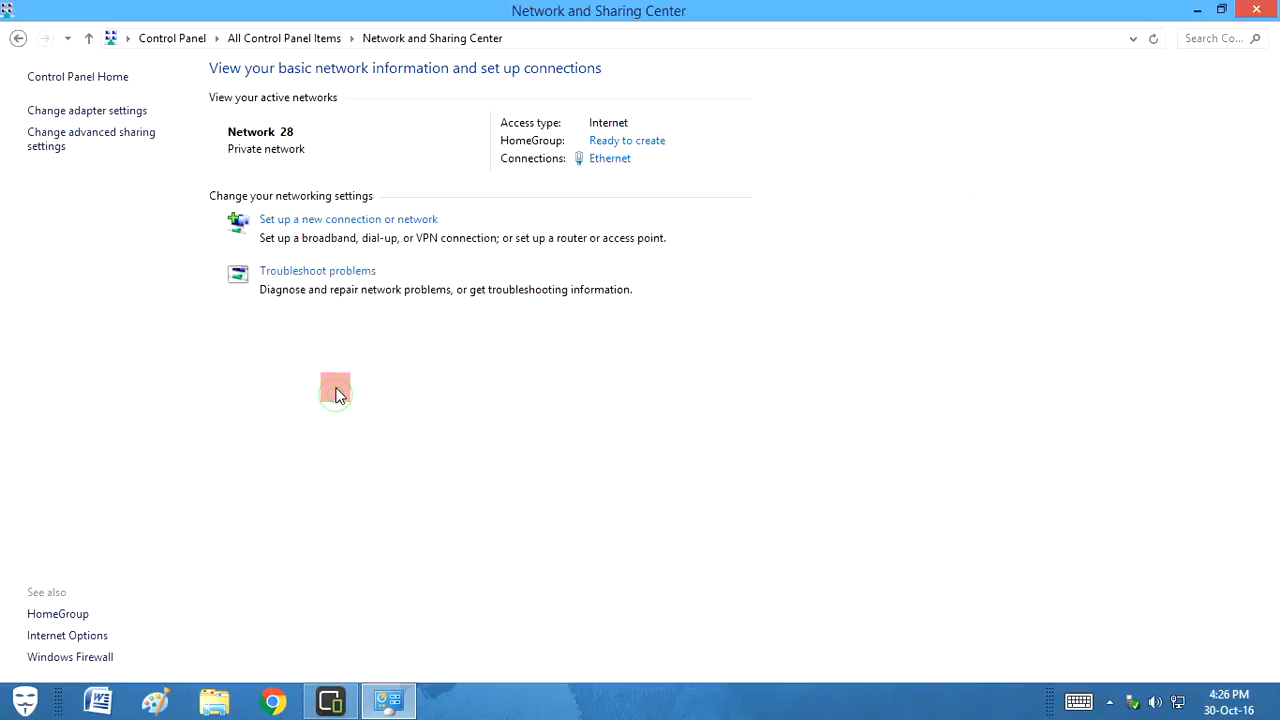 Network and Sharing Center
Control Panel
All Control Panel Items
Network and Sharing Center
Search Co...
Control Panel Home
Change adapter settings
Change advanced sharing
settings
View your basic network information and set up connections
View your active networks
Network 28
Private network
Access type: Internet
HomeGroup: Ready to create
Connections: Ethernet
Change your networking settings
Set up a new connection or network
Set up a broadband, dial-up, or VPN connection; or set up a router or access point.
Troubleshoot problems
Diagnose and repair network problems, or get troubleshooting information.
See also
HomeGroup
Internet Options
Windows Firewall
4:26 PM
30-Oct-16